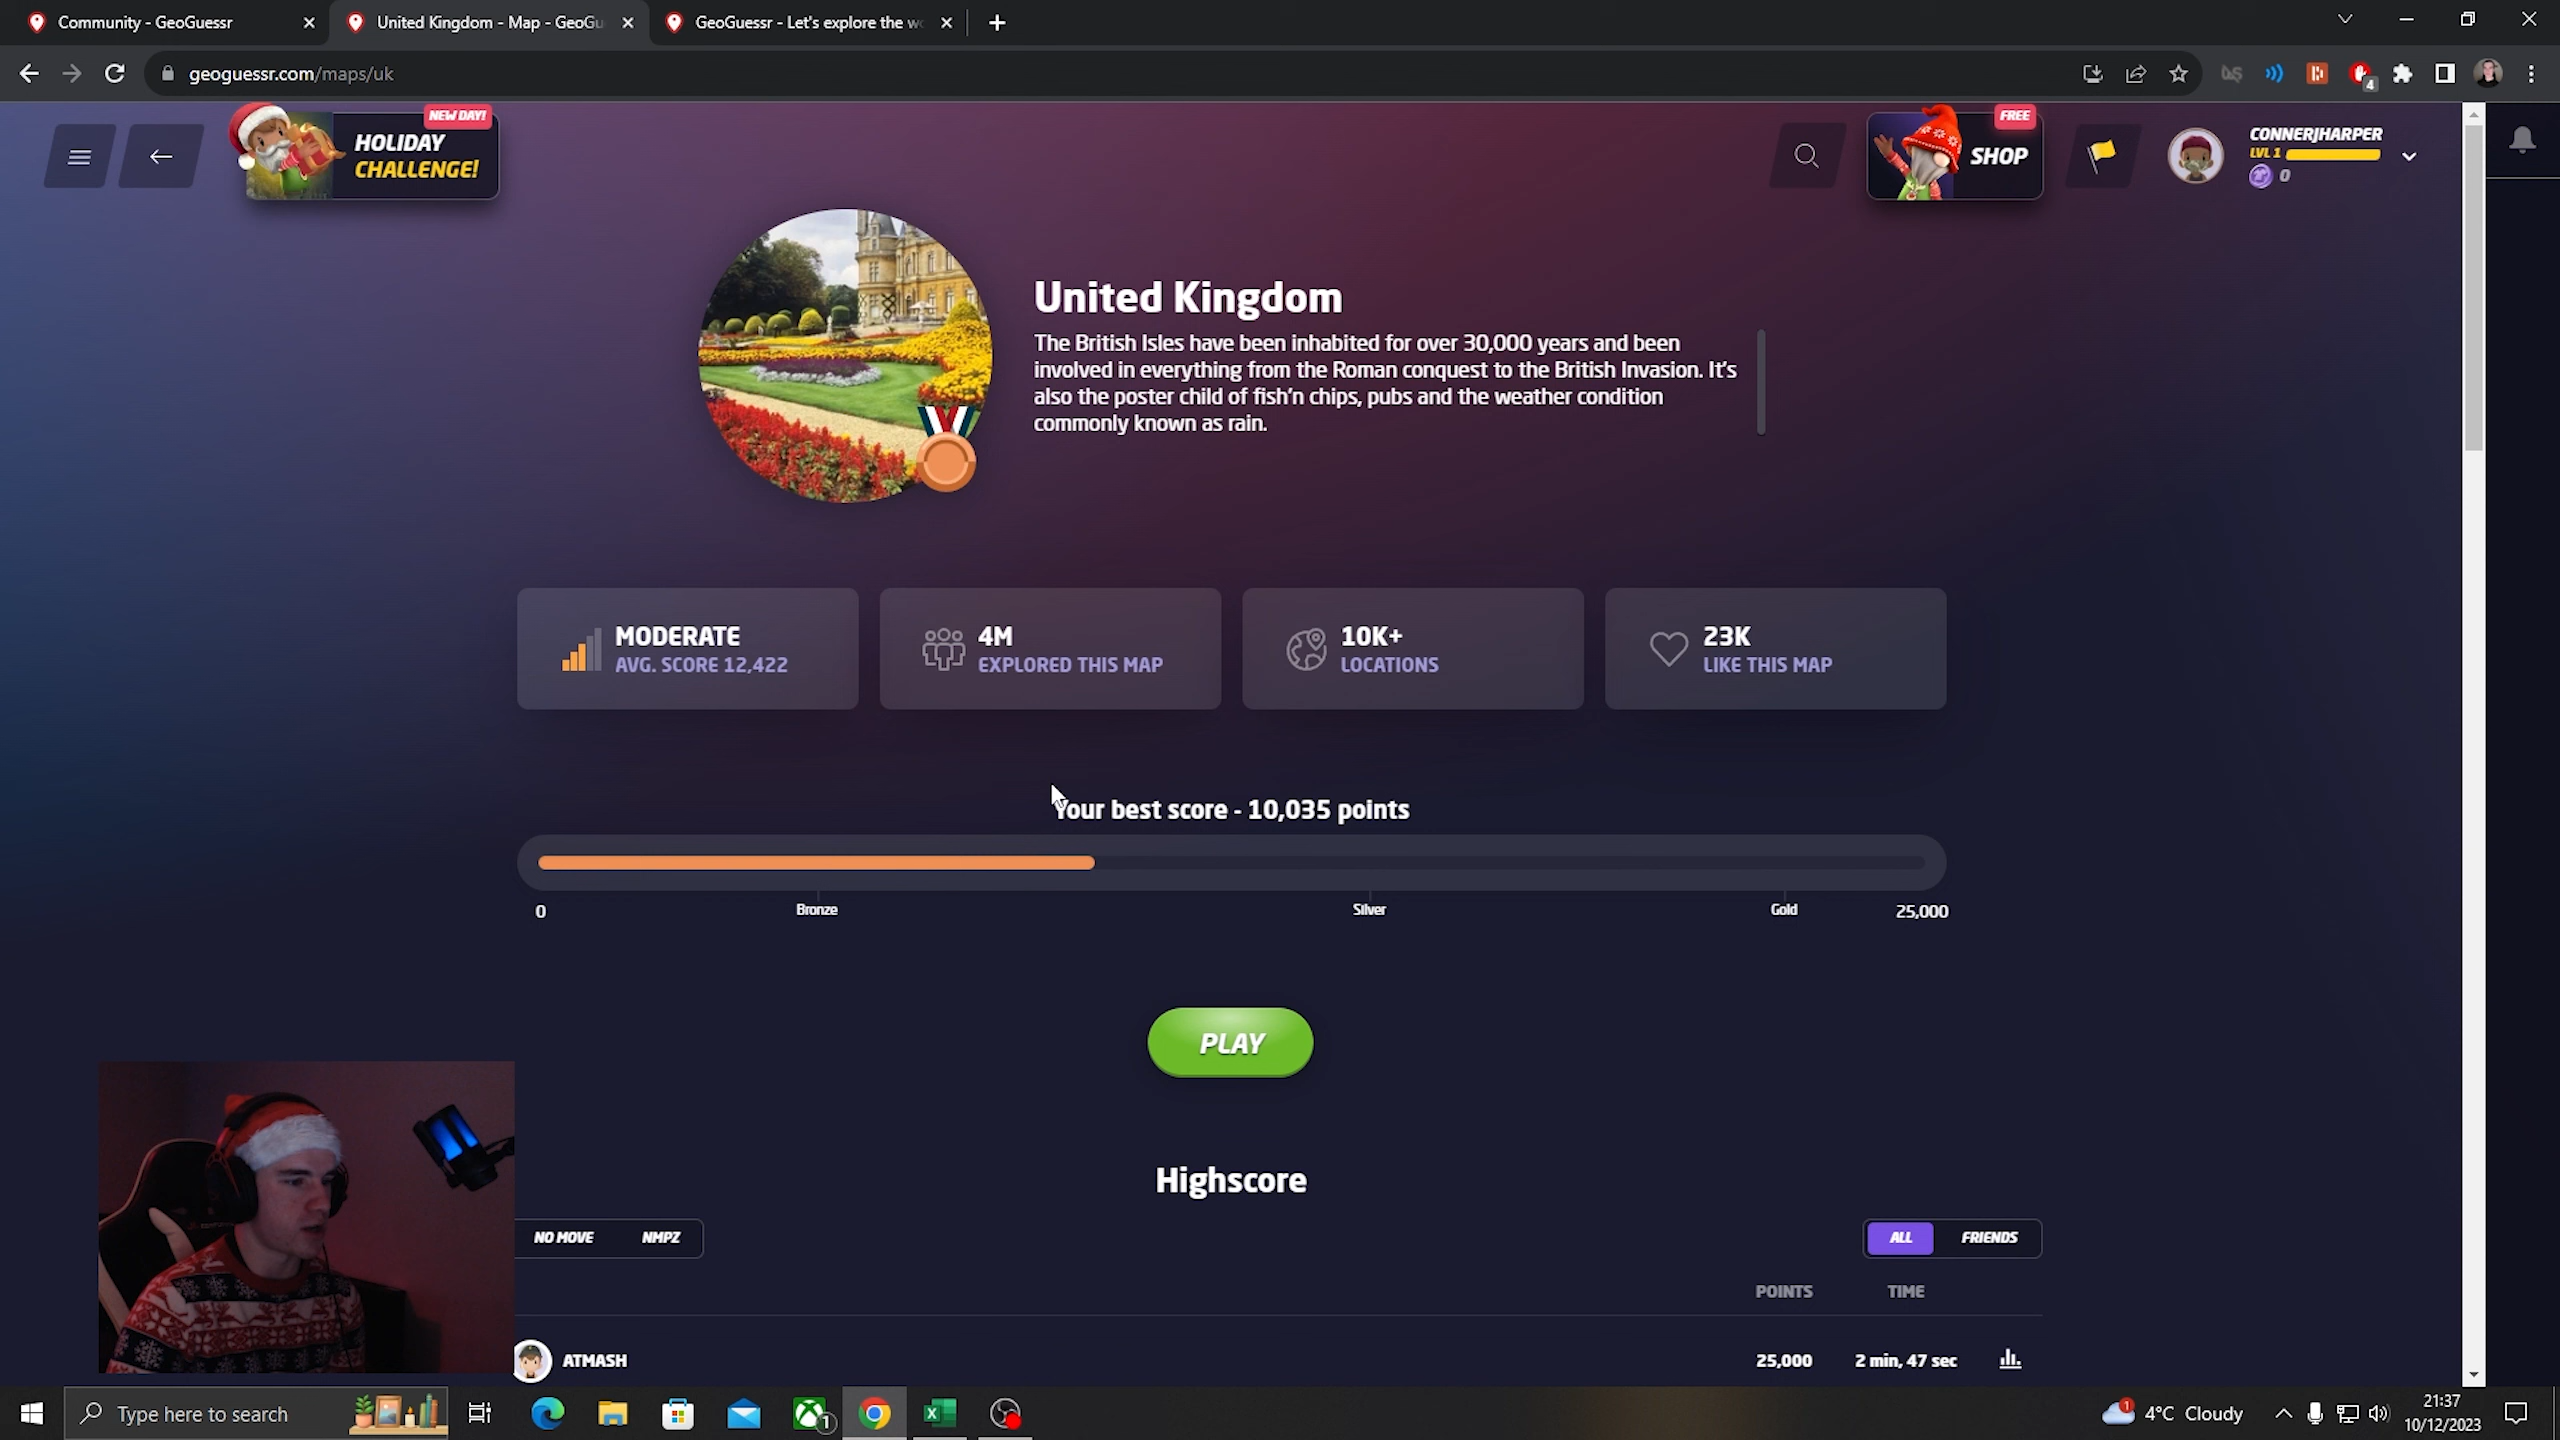 Community - GeoGuessr
United Kingdom - Map - GeoGu
GeoGuessr - Let's explore the w
geoguessr.com/maps/uk
4
NEW DAY!
HOLIDAY
CHALLENGE!
FREE
SHOP
CONNERJHARPER
LVL 1
0
United Kingdom
The British Isles have been inhabited for over 30,000 years and been
involved in everything from the Roman conquest to the British Invasion. It's
also the poster child of fish'n chips, pubs and the weather condition
commonly known as rain.
MODERATE
AVG. SCORE 12,422
4M
EXPLORED THIS MAP
10K+
LOCATIONS
23K
LIKE THIS MAP
Your best score - 10,035 points
0
Bronze
Silver
Gold
25,000
PLAY
Highscore
NO MOVE
NMPZ
ALL
FRIENDS
POINTS
TIME
ATMASH
25,000
2 min, 47 sec
Type here to search
1
1
4°C Cloudy
21:37
10/12/2023